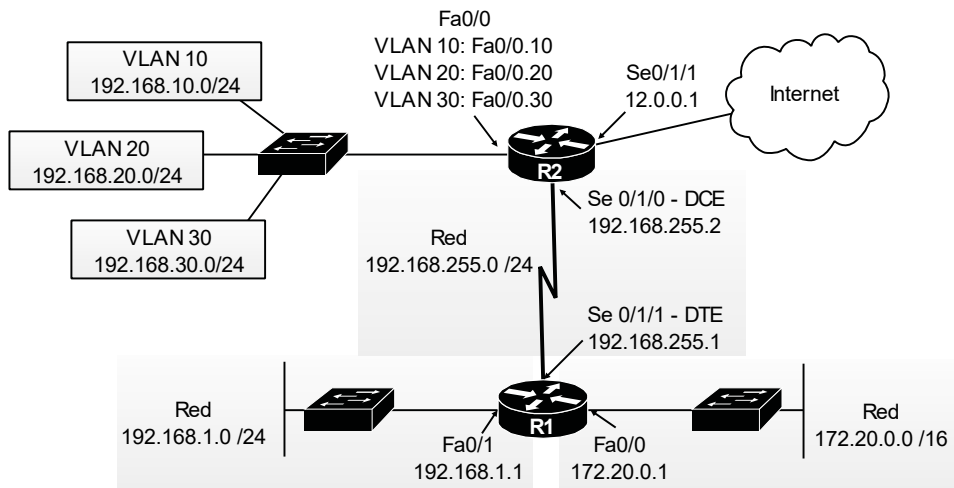 Fa0/0
VLAN 10: Fa0/0.10
VLAN 20: Fa0/0.20
VLAN 30: Fa0/0.30
VLAN 10
192.168.10.0/24
Se0/1/1
12.0.0.1
Internet
VLAN 20
192.168.20.0/24
R2
VLAN 30
192.168.30.0/24
Se 0/1/0 - DCE
192.168.255.2
Red
192.168.255.0 /24
Se 0/1/1 - DTE
192.168.255.1
Red
192.168.1.0 /24
R1
Fa0/1
192.168.1.1
Fa0/0
172.20.0.1
Red
172.20.0.0 /16